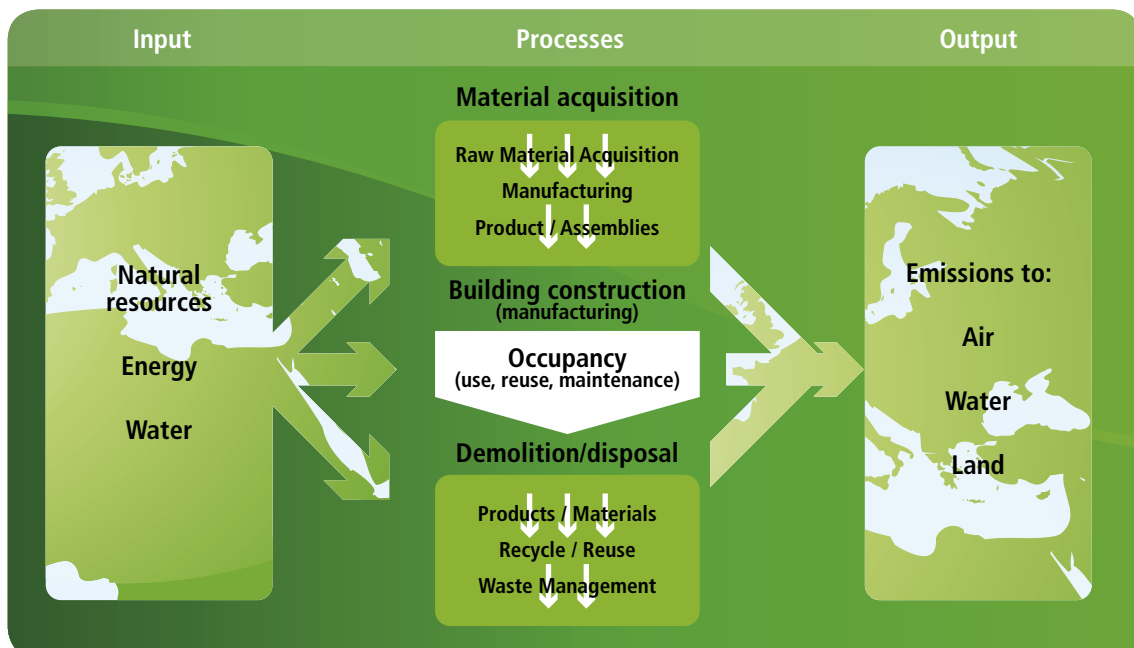 Input
Processes
Output
Natural
resources
Energy
Water
Material acquisition
Raw Material Acquisition
Manufacturing
Product / Assemblies
Building construction
(manufacturing)
Occupancy
(use, reuse, maintenance)
Demolition/disposal
Products / Materials
Recycle / Reuse
Waste Management
Emissions to:
Air
Water
Land